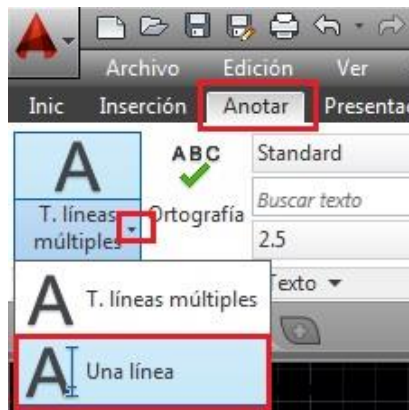 Archivo Edición Ver
Inic Inserción Anotar Presenta
ABC Standard
Buscar texto
T. líneas múltiples Ortografía
2.5
Texto
A T. líneas múltiples
A Una línea